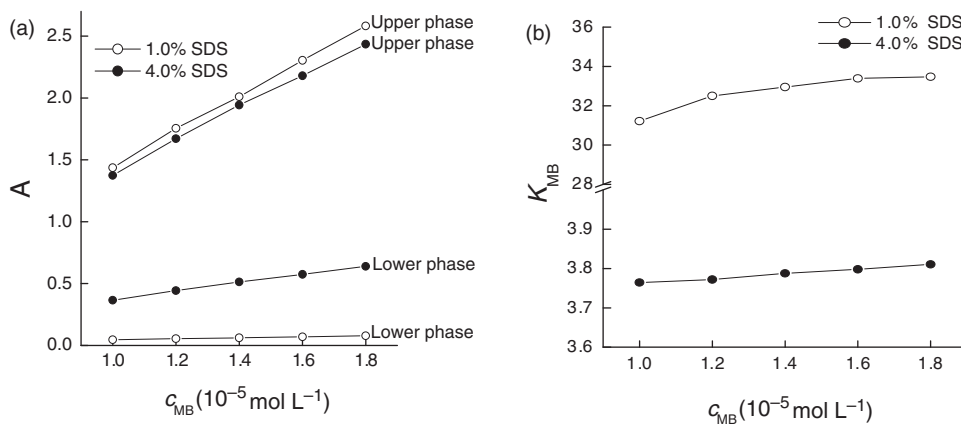 (a)
1.0% SDS
4.0% SDS
Upper phase
Upper phase
Lower phase
Lower phase
A
2.5
2.0
1.5
1.0
0.5
0.0
1.0 1.2 1.4 1.6 1.8
c_MB (10⁻⁵ mol L⁻¹)
(b)
1.0% SDS
4.0% SDS
K_MB
36
34
33
31
30
28
3.9
3.8
3.7
3.6
1.0 1.2 1.4 1.6 1.8
c_MB (10⁻⁵ mol L⁻¹)